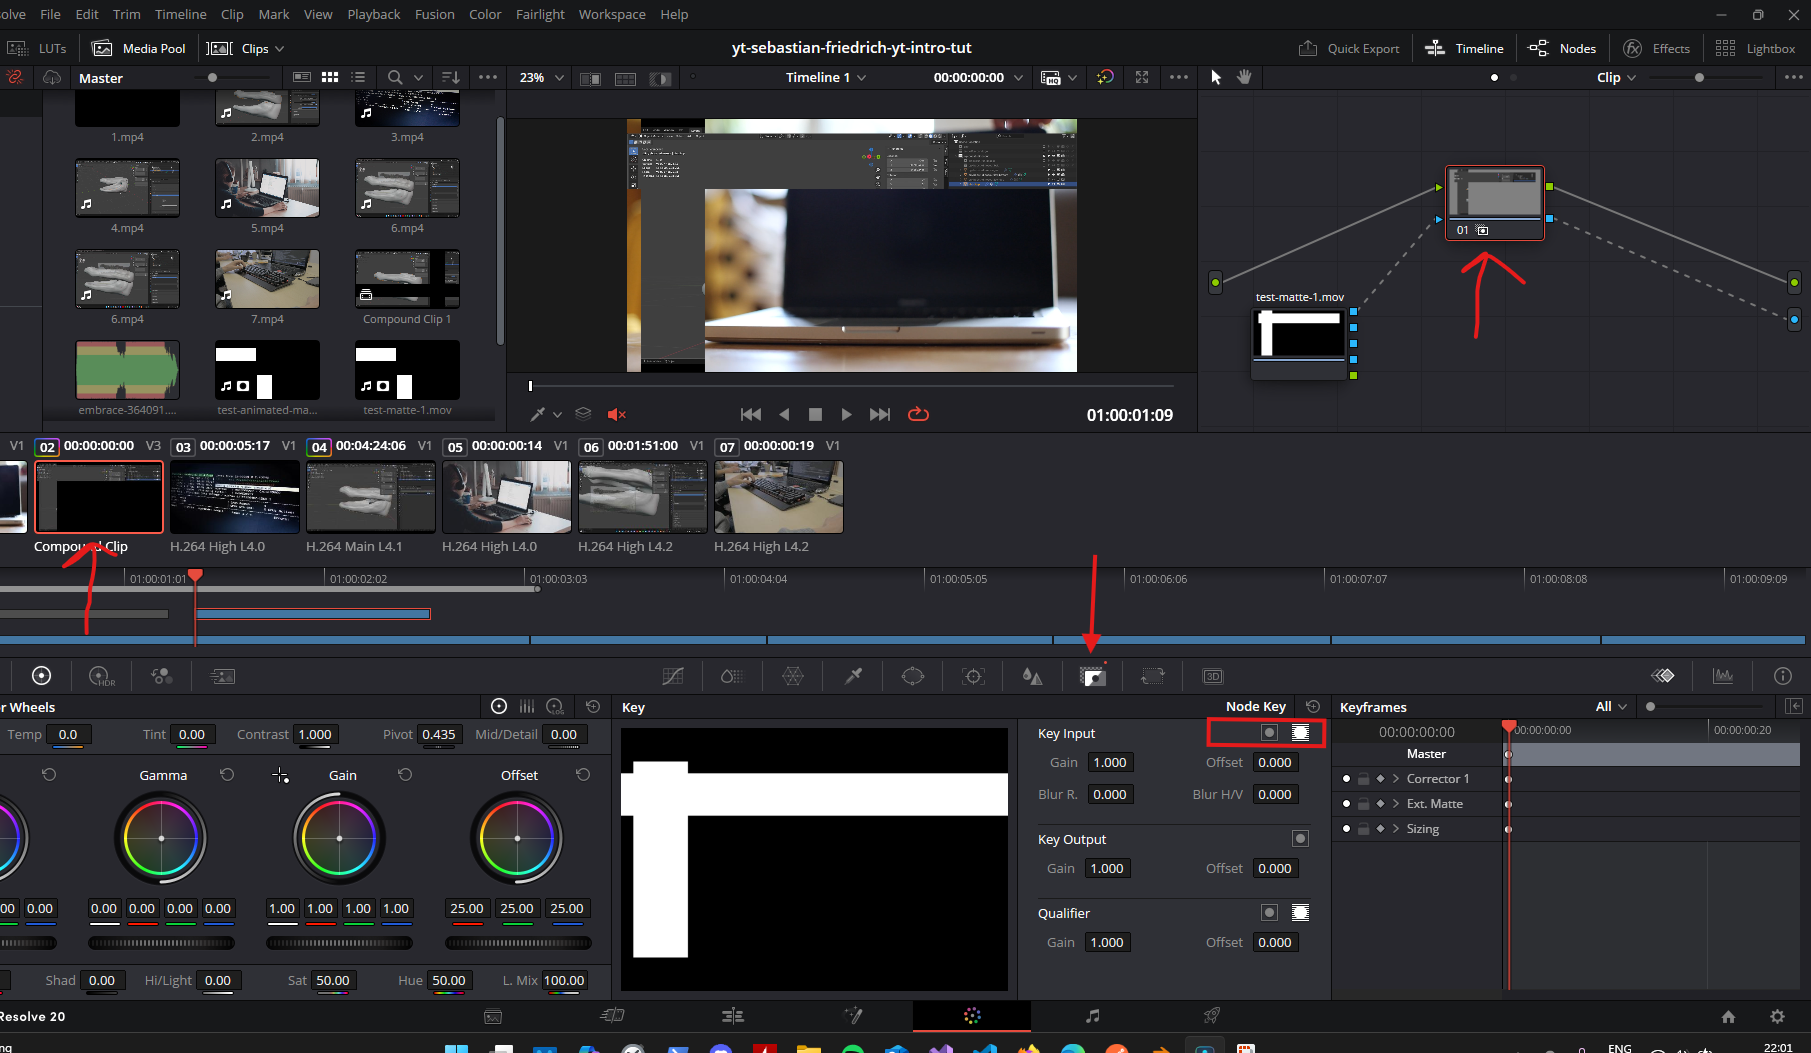 solve File Edit Trim Timeline Clip Mark View Playback Fusion Color Fairlight Workspace Help
LUTs Media Pool Clips yt-sebastian-friedrich-yt-intro-tut Quick Export Timeline Nodes Effects Lightbox
Master 23% Timeline 1 00:00:00:00 Clip
1.mp4 2.mp4 3.mp4
4.mp4 5.mp4 6.mp4
6.mp4 7.mp4 Compound Clip 1
embrace-364091.... test-animated-ma... test-matte-1.mov
01
test-matte-1.mov
01:00:01:09
V1 02 00:00:00:00 V3 03 00:00:05:17 V1 04 00:04:24:06 V1 05 00:00:00:14 V1 06 00:01:51:00 V1 07 00:00:00:19 V1
Compound Clip H.264 High L4.0 H.264 Main L4.1 H.264 High L4.0 H.264 High L4.2 H.264 High L4.2
01:00:01:01 01:00:02:02 01:00:03:03 01:00:04:04 01:00:05:05 01:00:06:06 01:00:07:07 01:00:08:08 01:00:09:09
HDR 3D
r Wheels LOG Key Node Key Keyframes All
Temp 0.0 Tint 0.00 Contrast 1.000 Pivot 0.435 Mid/Detail 0.00
Gamma Gain Offset
00 0.00 0.00 0.00 0.00 0.00 1.00 1.00 1.00 1.00 25.00 25.00 25.00
Shad 0.00 Hi/Light 0.00 Sat 50.00 Hue 50.00 L. Mix 100.00
Key Input
Gain 1.000 Offset 0.000
Blur R. 0.000 Blur H/V 0.000
Key Output
Gain 1.000 Offset 0.000
Qualifier
Gain 1.000 Offset 0.000
00:00:00:00 00:00:00:00 00:00:00:20
Master
Corrector 1
Ext. Matte
Sizing
Resolve 20
ng ENG 22:01